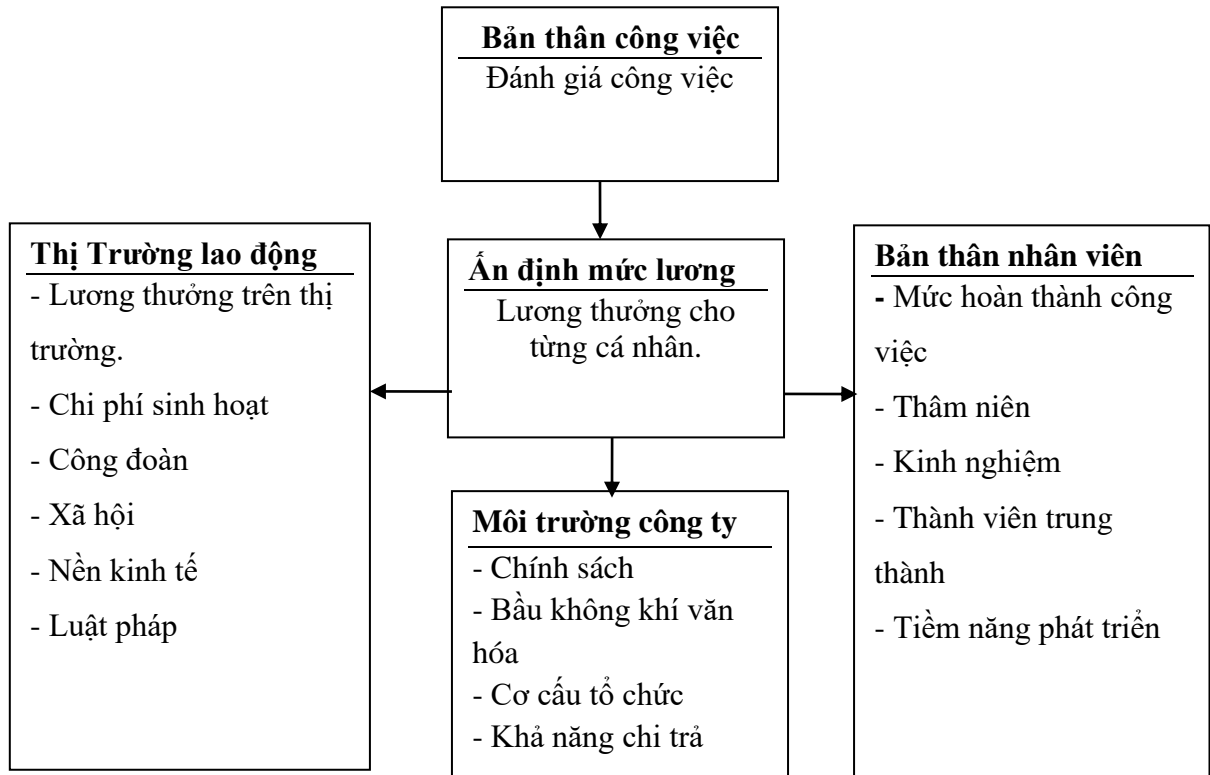 Bản thân công việc
Đánh giá công việc
Thị Trường lao động
- Lương thưởng trên thị
trường.
- Chi phí sinh hoạt
- Công đoàn
- Xã hội
- Nền kinh tế
- Luật pháp
Ấn định mức lương
Lương thưởng cho
từng cá nhân.
Bản thân nhân viên
- Mức hoàn thành công
việc
- Thâm niên
- Kinh nghiệm
- Thành viên trung
thành
- Tiềm năng phát triển
Môi trường công ty
- Chính sách
- Bầu không khí văn
hóa
- Cơ cấu tổ chức
- Khả năng chi trả